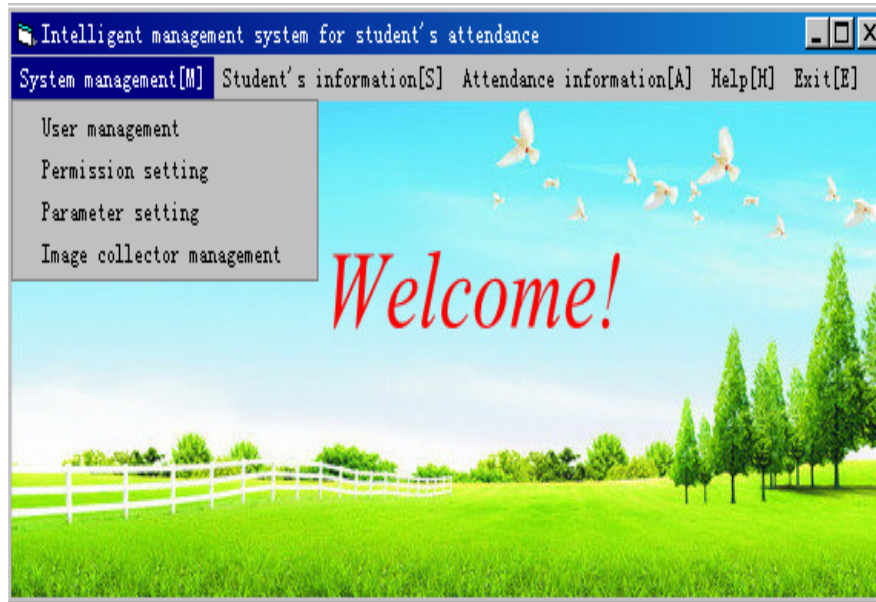 Intelligent management system for student's attendance
System management[M] Student's information[S] Attendance information[A] Help[H] Exit[E]
User management
Permission setting
Parameter setting
Image collector management
Welcome!